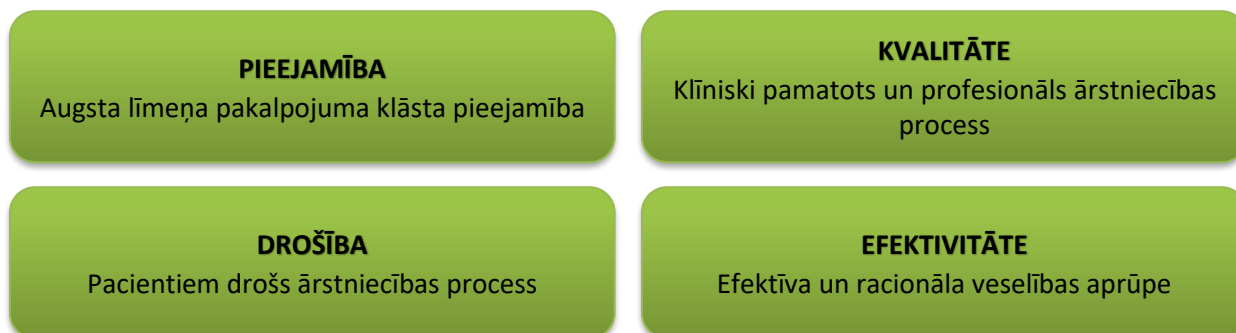 PIEEJAMĪBA
Augsta līmeņa pakalpojuma klāsta pieejamība
KVALITĀTE
Klīniski pamatots un profesionāls ārstniecības
process
DROŠĪBA
Pacientiem drošs ārstniecības process
EFEKTIVITĀTE
Efektīva un racionāla veselības aprūpe